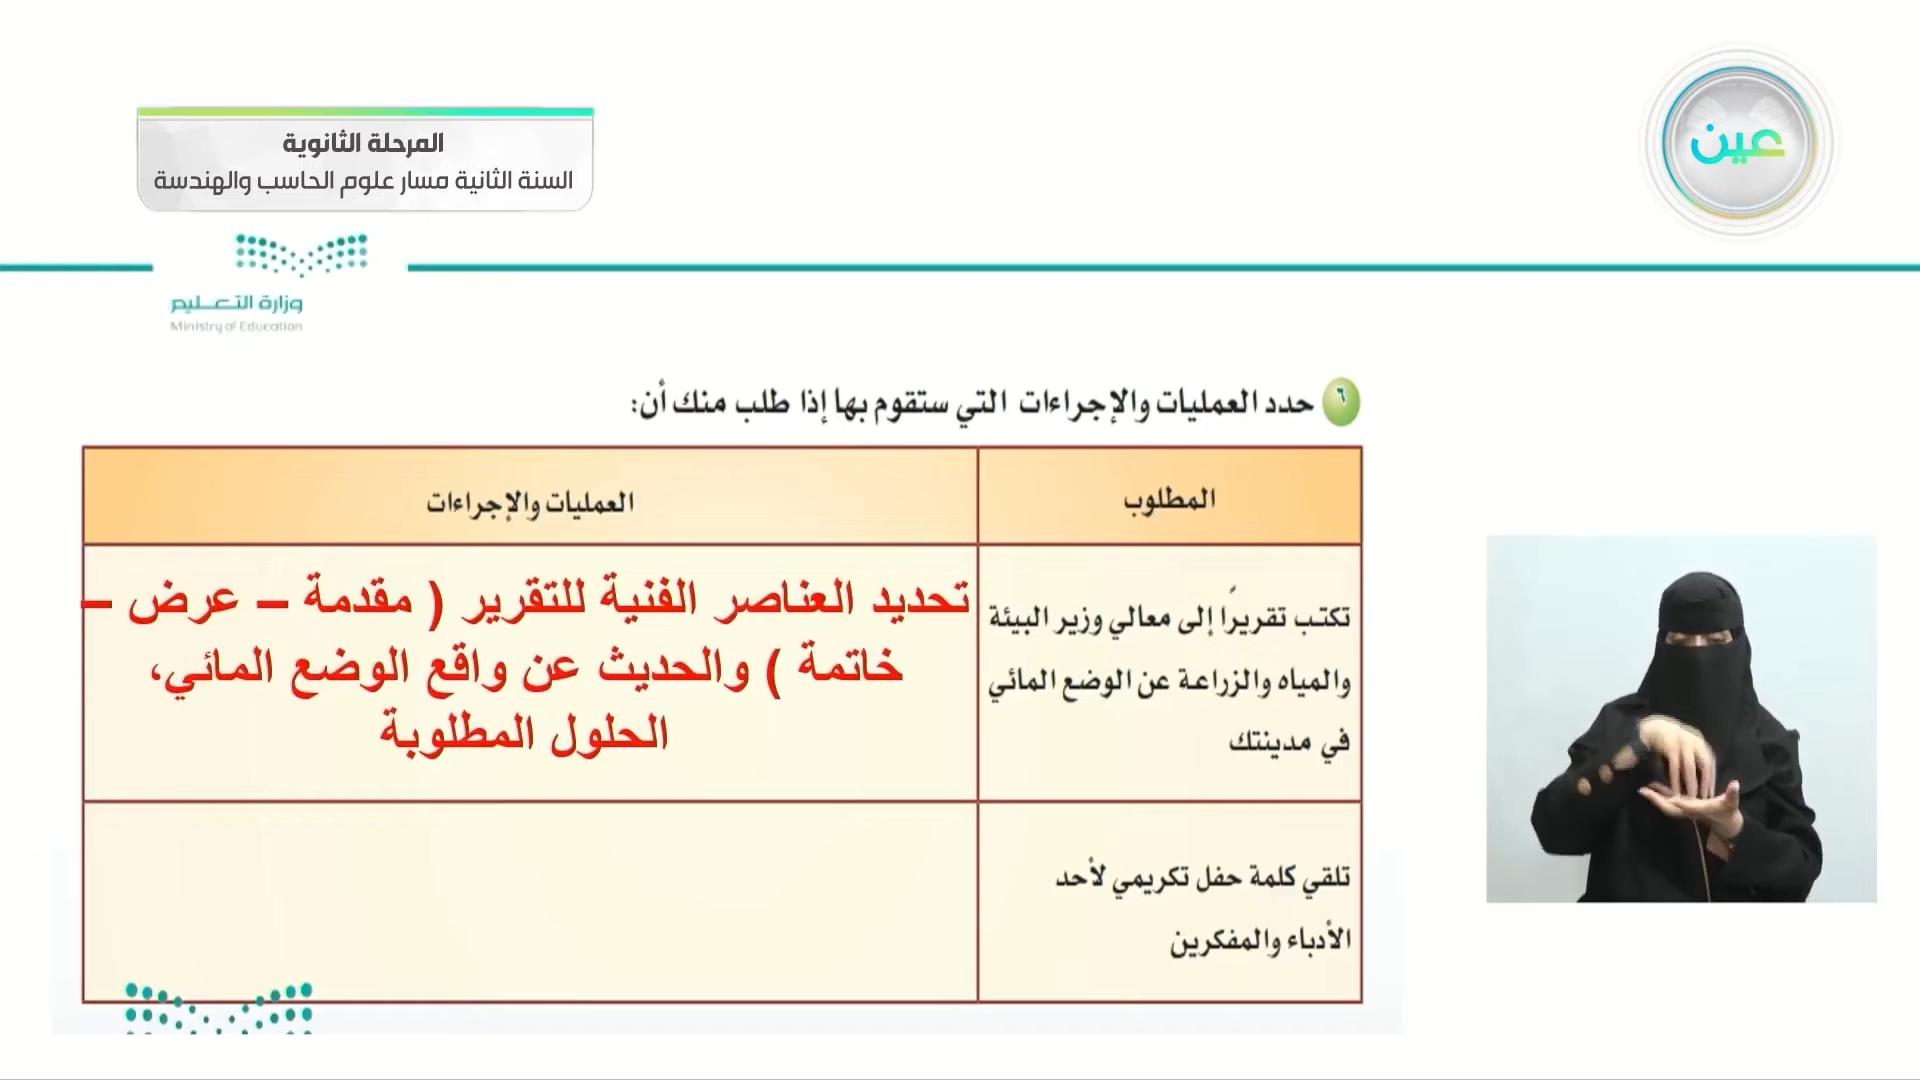 المرحلة الثانوية
السنة الثانية مسار علوم الحاسب والهندسة
عين
وزارة التعليم
Ministry of Education
٦ حدد العمليات والإجراءات التي ستقوم بها إذا طلب منك أن:
المطلوب
العمليات والإجراءات
تكتب تقريرًا إلى معالي وزير البيئة
والمياه والزراعة عن الوضع المائي
في مدينتك
تحديد العناصر الفنية للتقرير ( مقدمة – عرض –
خاتمة ) والحديث عن واقع الوضع المائي،
الحلول المطلوبة
تلقي كلمة حفل تكريمي لأحد
الأدباء والمفكرين